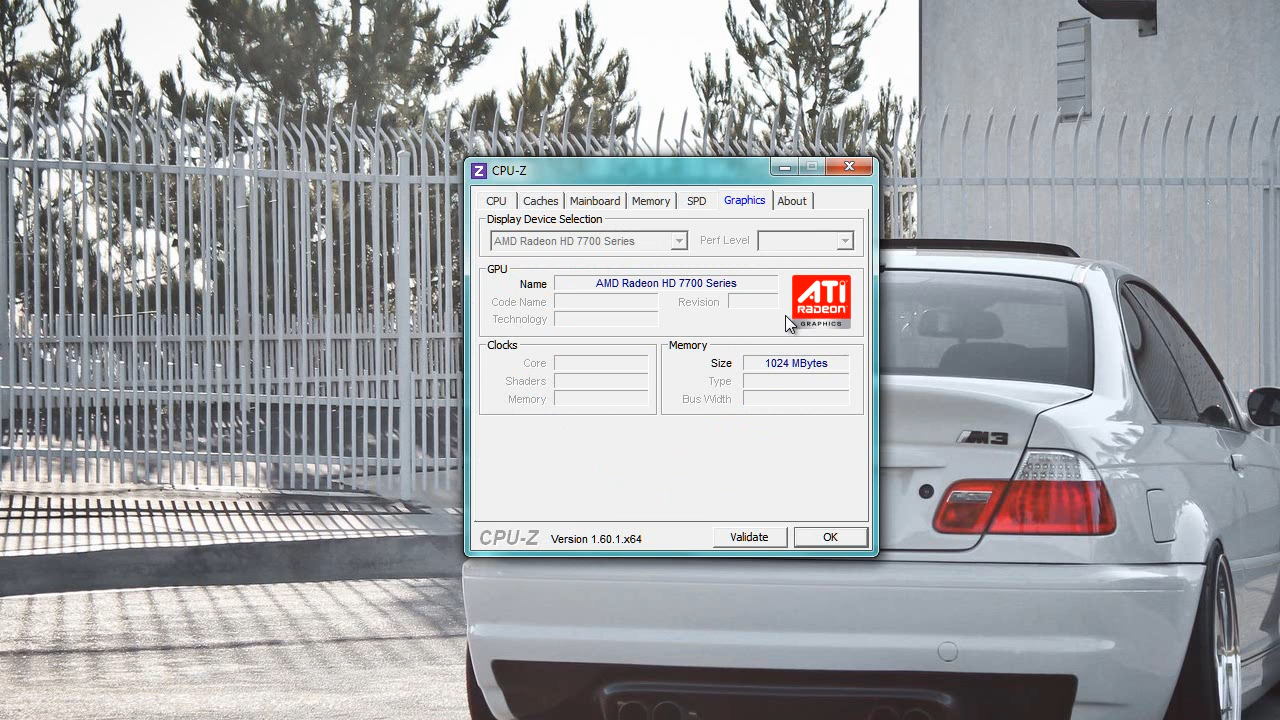 CPU-Z
CPU Caches Mainboard Memory SPD Graphics About
Display Device Selection
AMD Radeon HD 7700 Series Perf Level
GPU
Name AMD Radeon HD 7700 Series
Code Name Revision
Technology
ATI
RADEON
GRAPHICS
Clocks
Core
Shaders
Memory
Memory
Size 1024 MBytes
Type
Bus Width
M3
CPU-Z Version 1.60.1.x64 Validate OK